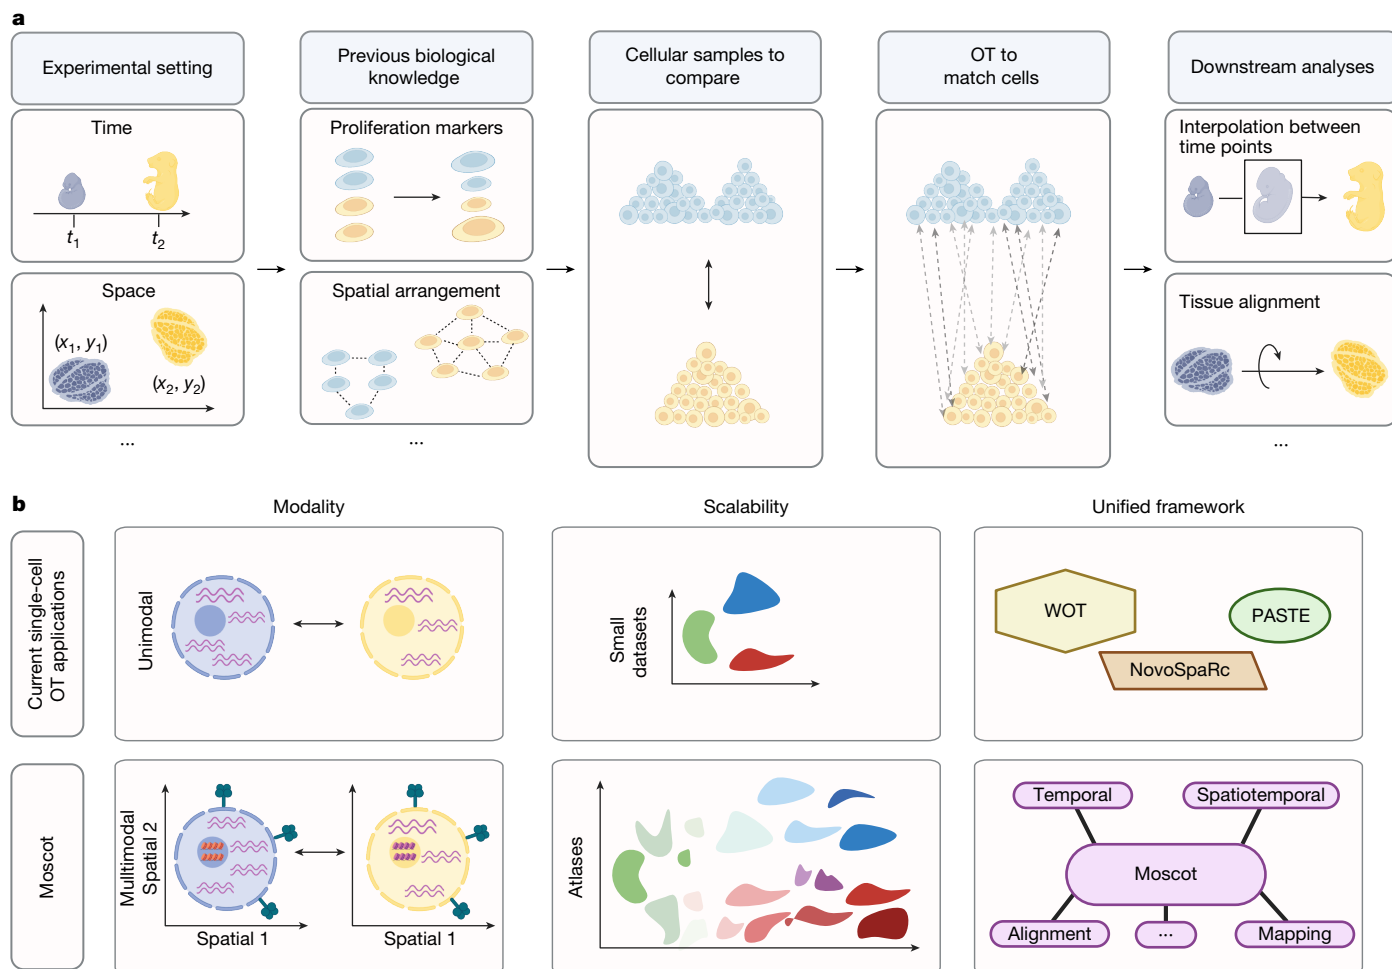 a
Experimental setting
Previous biological
knowledge
Cellular samples to
compare
OT to
match cells
Downstream analyses
Time
t1
t2
Proliferation markers
Interpolation between
time points
Space
(x1, y1)
(x2, y2)
Spatial arrangement
Tissue alignment
...
...
...
b
Modality
Scalability
Unified framework
Current single-cell
OT applications
Unimodal
Small
datasets
WOT
PASTE
NovoSpaRc
Moscot
Mulltimodal
Spatial 2
Spatial 1
Spatial 1
Atlases
Temporal
Spatiotemporal
Moscot
Alignment
...
Mapping